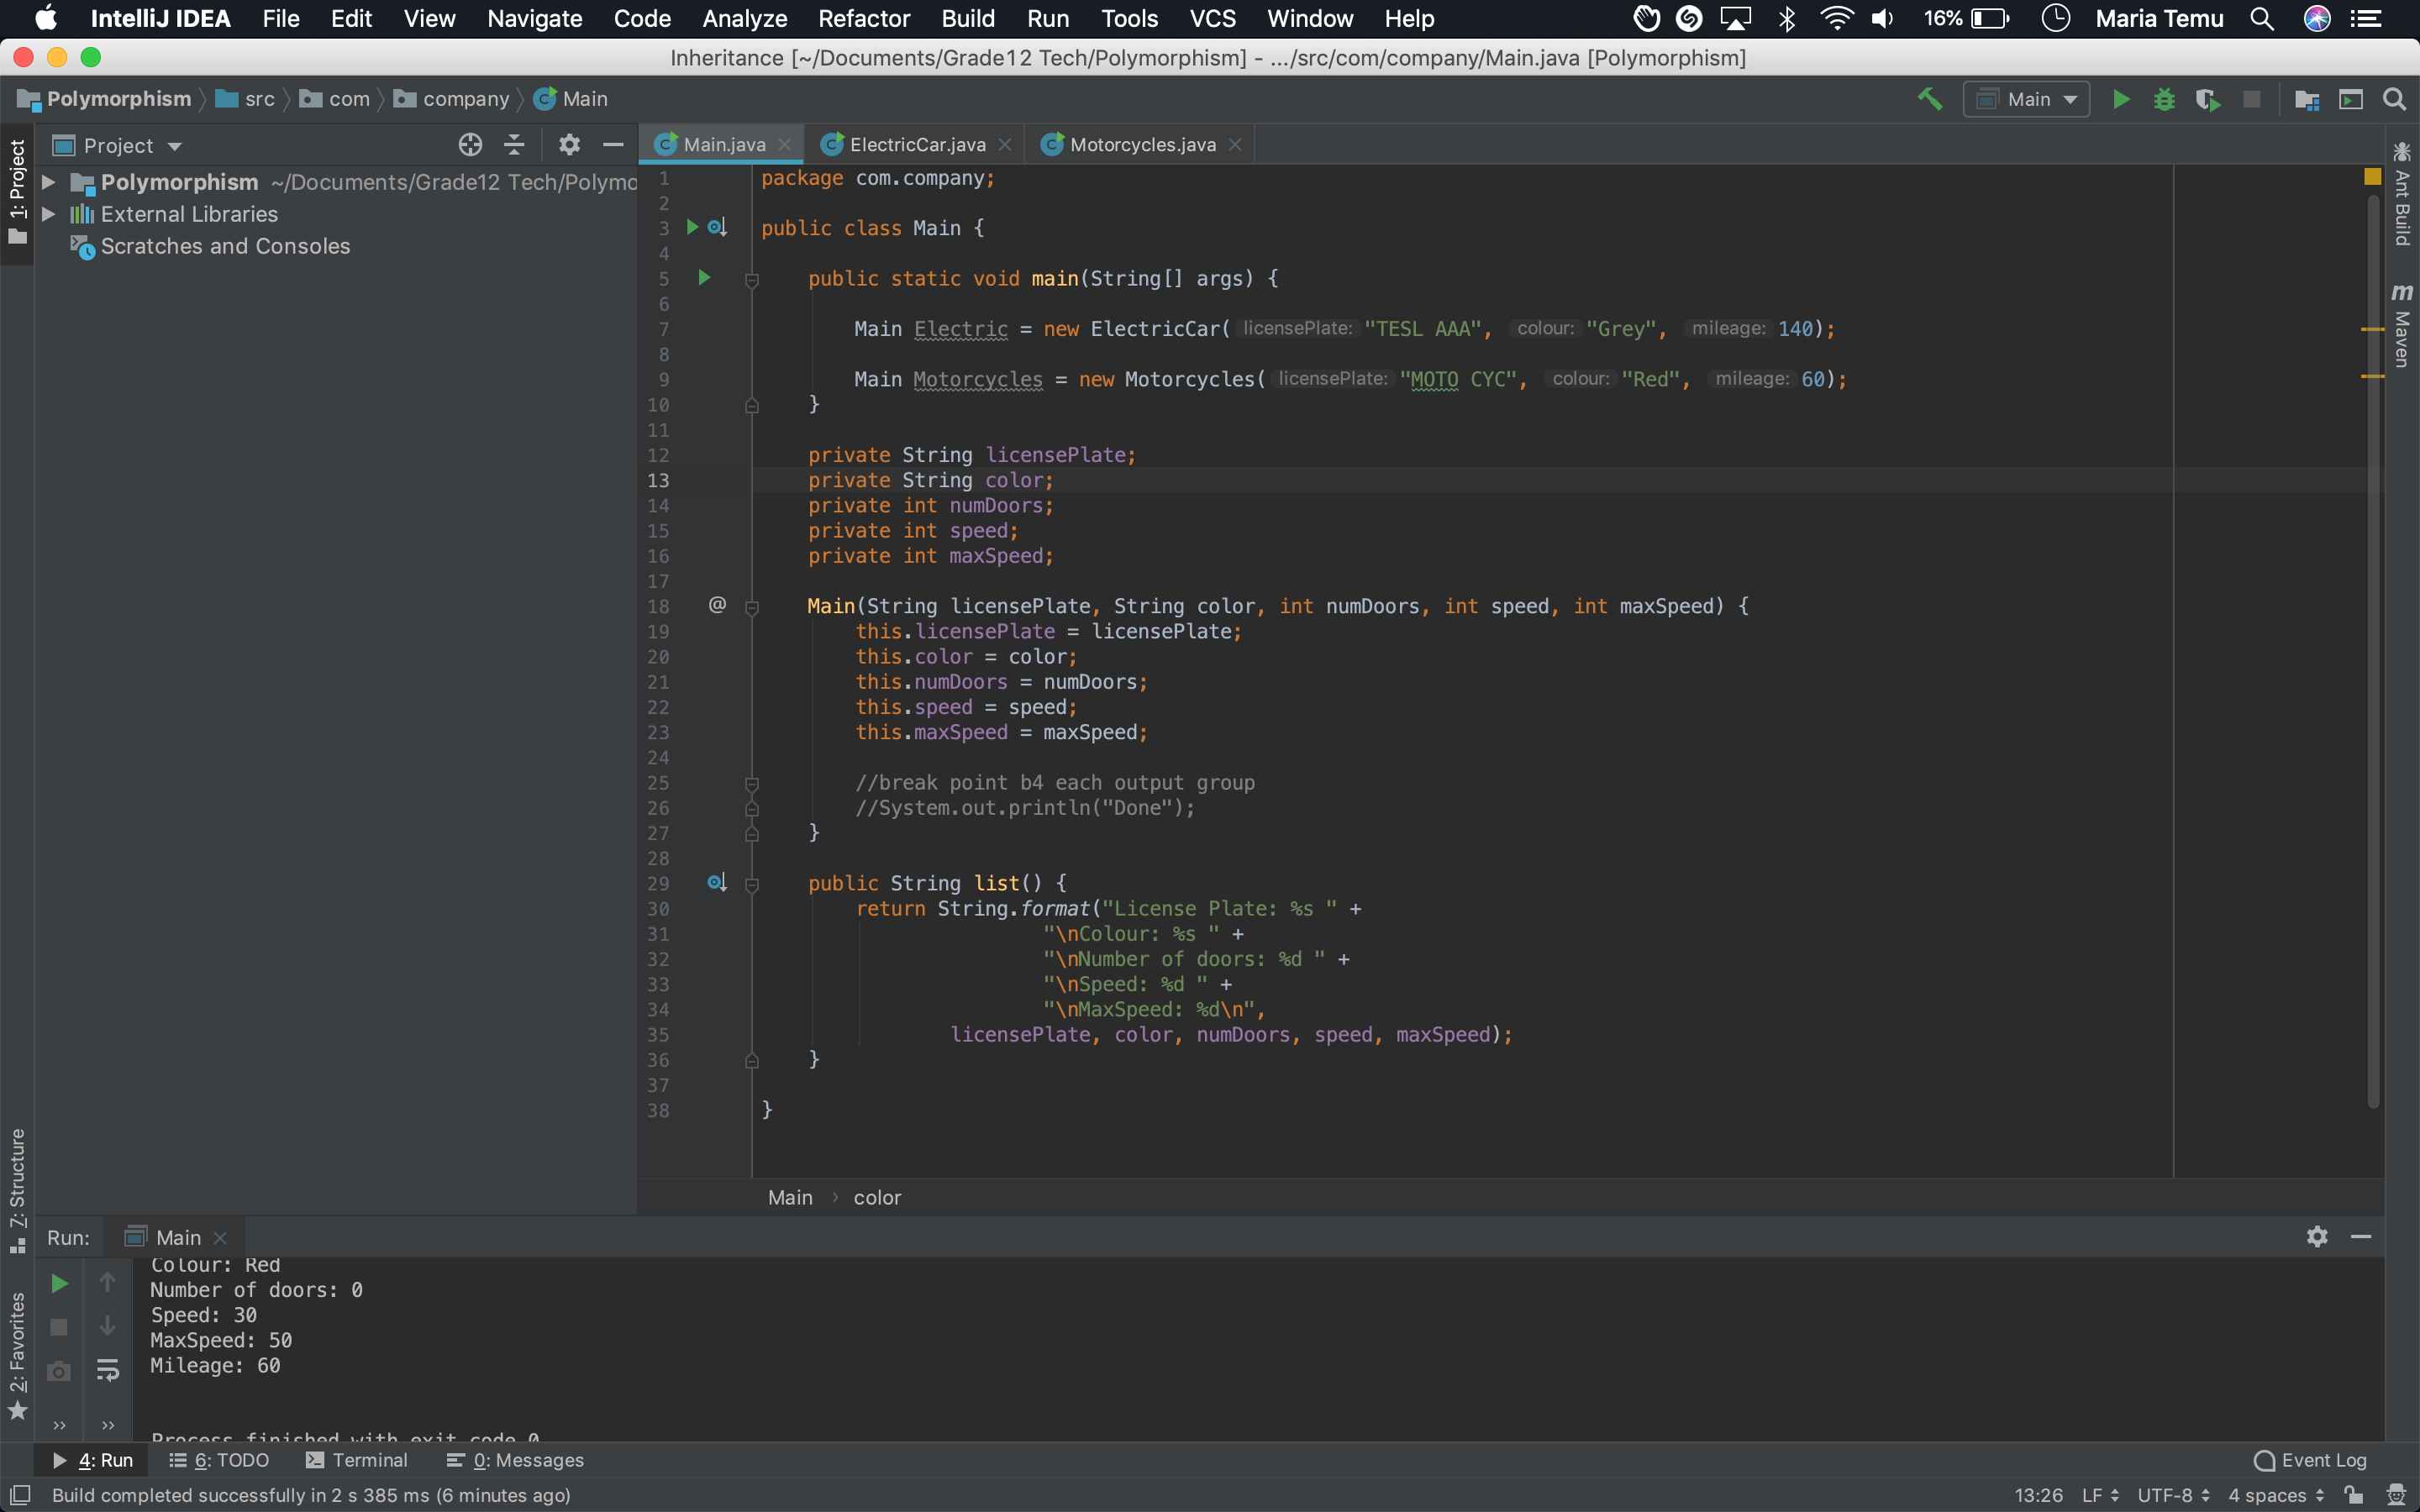 IntelliJ IDEA File Edit View Navigate Code Analyze Refactor Build Run Tools VCS Window Help 16% Maria Temu
Inheritance [~/Documents/Grade12 Tech/Polymorphism] - .../src/com/company/Main.java [Polymorphism]
Polymorphism src com company Main Main
1: Project
Project
Main.java ElectricCar.java Motorcycles.java
Polymorphism ~/Documents/Grade12 Tech/Polymo
External Libraries
Scratches and Consoles
1 package com.company;
2
3 public class Main {
4
5 public static void main(String[] args) {
6
7 Main Electric = new ElectricCar( licensePlate: "TESL AAA", colour: "Grey", mileage: 140);
8
9 Main Motorcycles = new Motorcycles( licensePlate: "MOTO CYC", colour: "Red", mileage: 60);
10 }
11
12 private String licensePlate;
13 private String color;
14 private int numDoors;
15 private int speed;
16 private int maxSpeed;
17
18 @ Main(String licensePlate, String color, int numDoors, int speed, int maxSpeed) {
19 this.licensePlate = licensePlate;
20 this.color = color;
21 this.numDoors = numDoors;
22 this.speed = speed;
23 this.maxSpeed = maxSpeed;
24
25 //break point b4 each output group
26 //System.out.println("Done");
27 }
28
29 public String list() {
30 return String.format("License Plate: %s " +
31 "\nColour: %s " +
32 "\nNumber of doors: %d " +
33 "\nSpeed: %d " +
34 "\nMaxSpeed: %d\n",
35 licensePlate, color, numDoors, speed, maxSpeed);
36 }
37
38 }
Main › color
Ant Build
m Maven
7: Structure
2: Favorites
Run: Main
Colour: Red
Number of doors: 0
Speed: 30
MaxSpeed: 50
Mileage: 60
Process finished with exit code 0
4: Run 6: TODO Terminal 0: Messages Event Log
Build completed successfully in 2 s 385 ms (6 minutes ago) 13:26 LF UTF-8 4 spaces